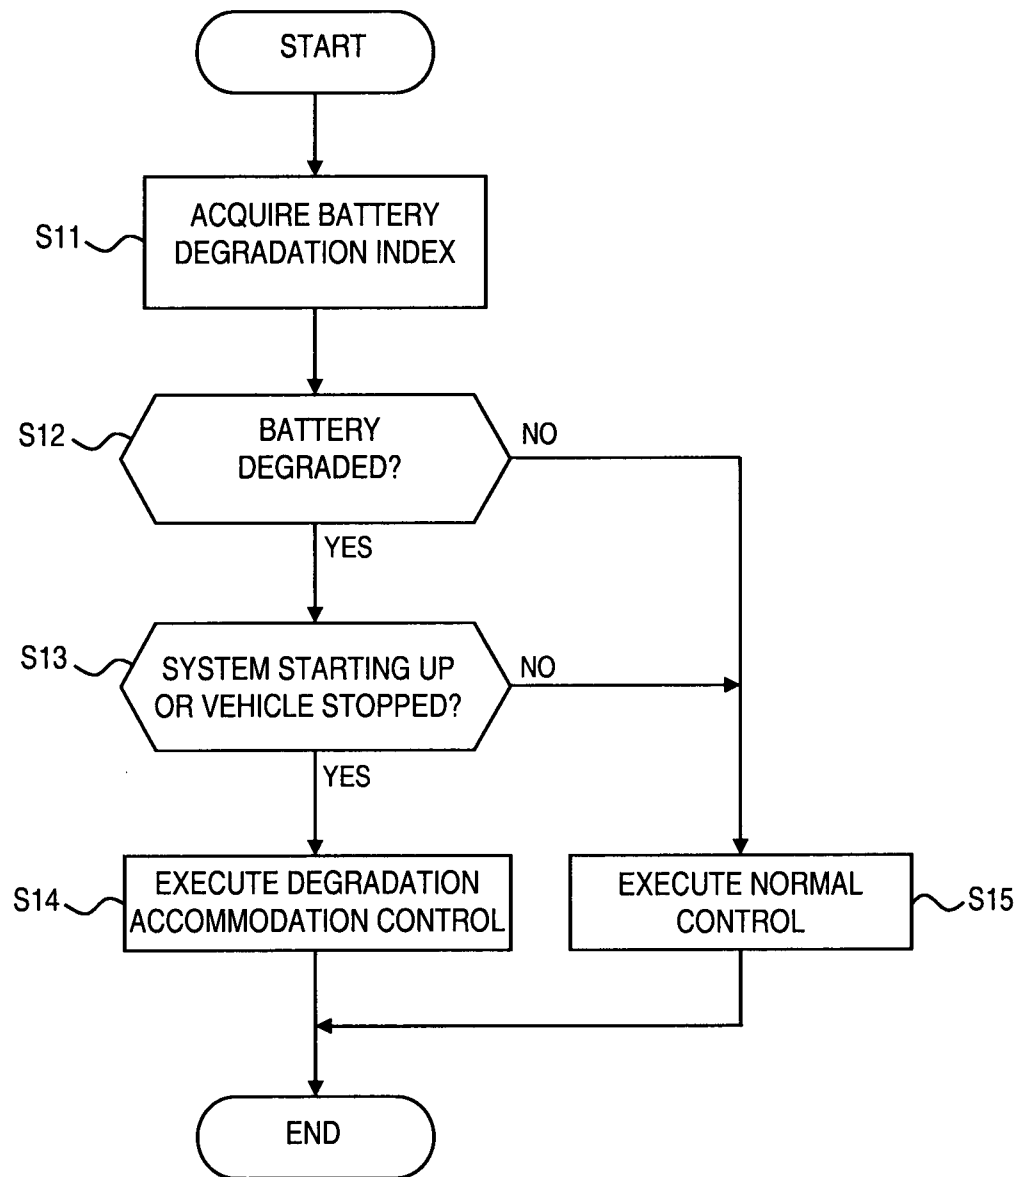 START
S11
ACQUIRE BATTERY
DEGRADATION INDEX
S12
BATTERY
DEGRADED?
NO
YES
S13
SYSTEM STARTING UP
OR VEHICLE STOPPED?
NO
YES
S14
EXECUTE DEGRADATION
ACCOMMODATION CONTROL
EXECUTE NORMAL
CONTROL
S15
END